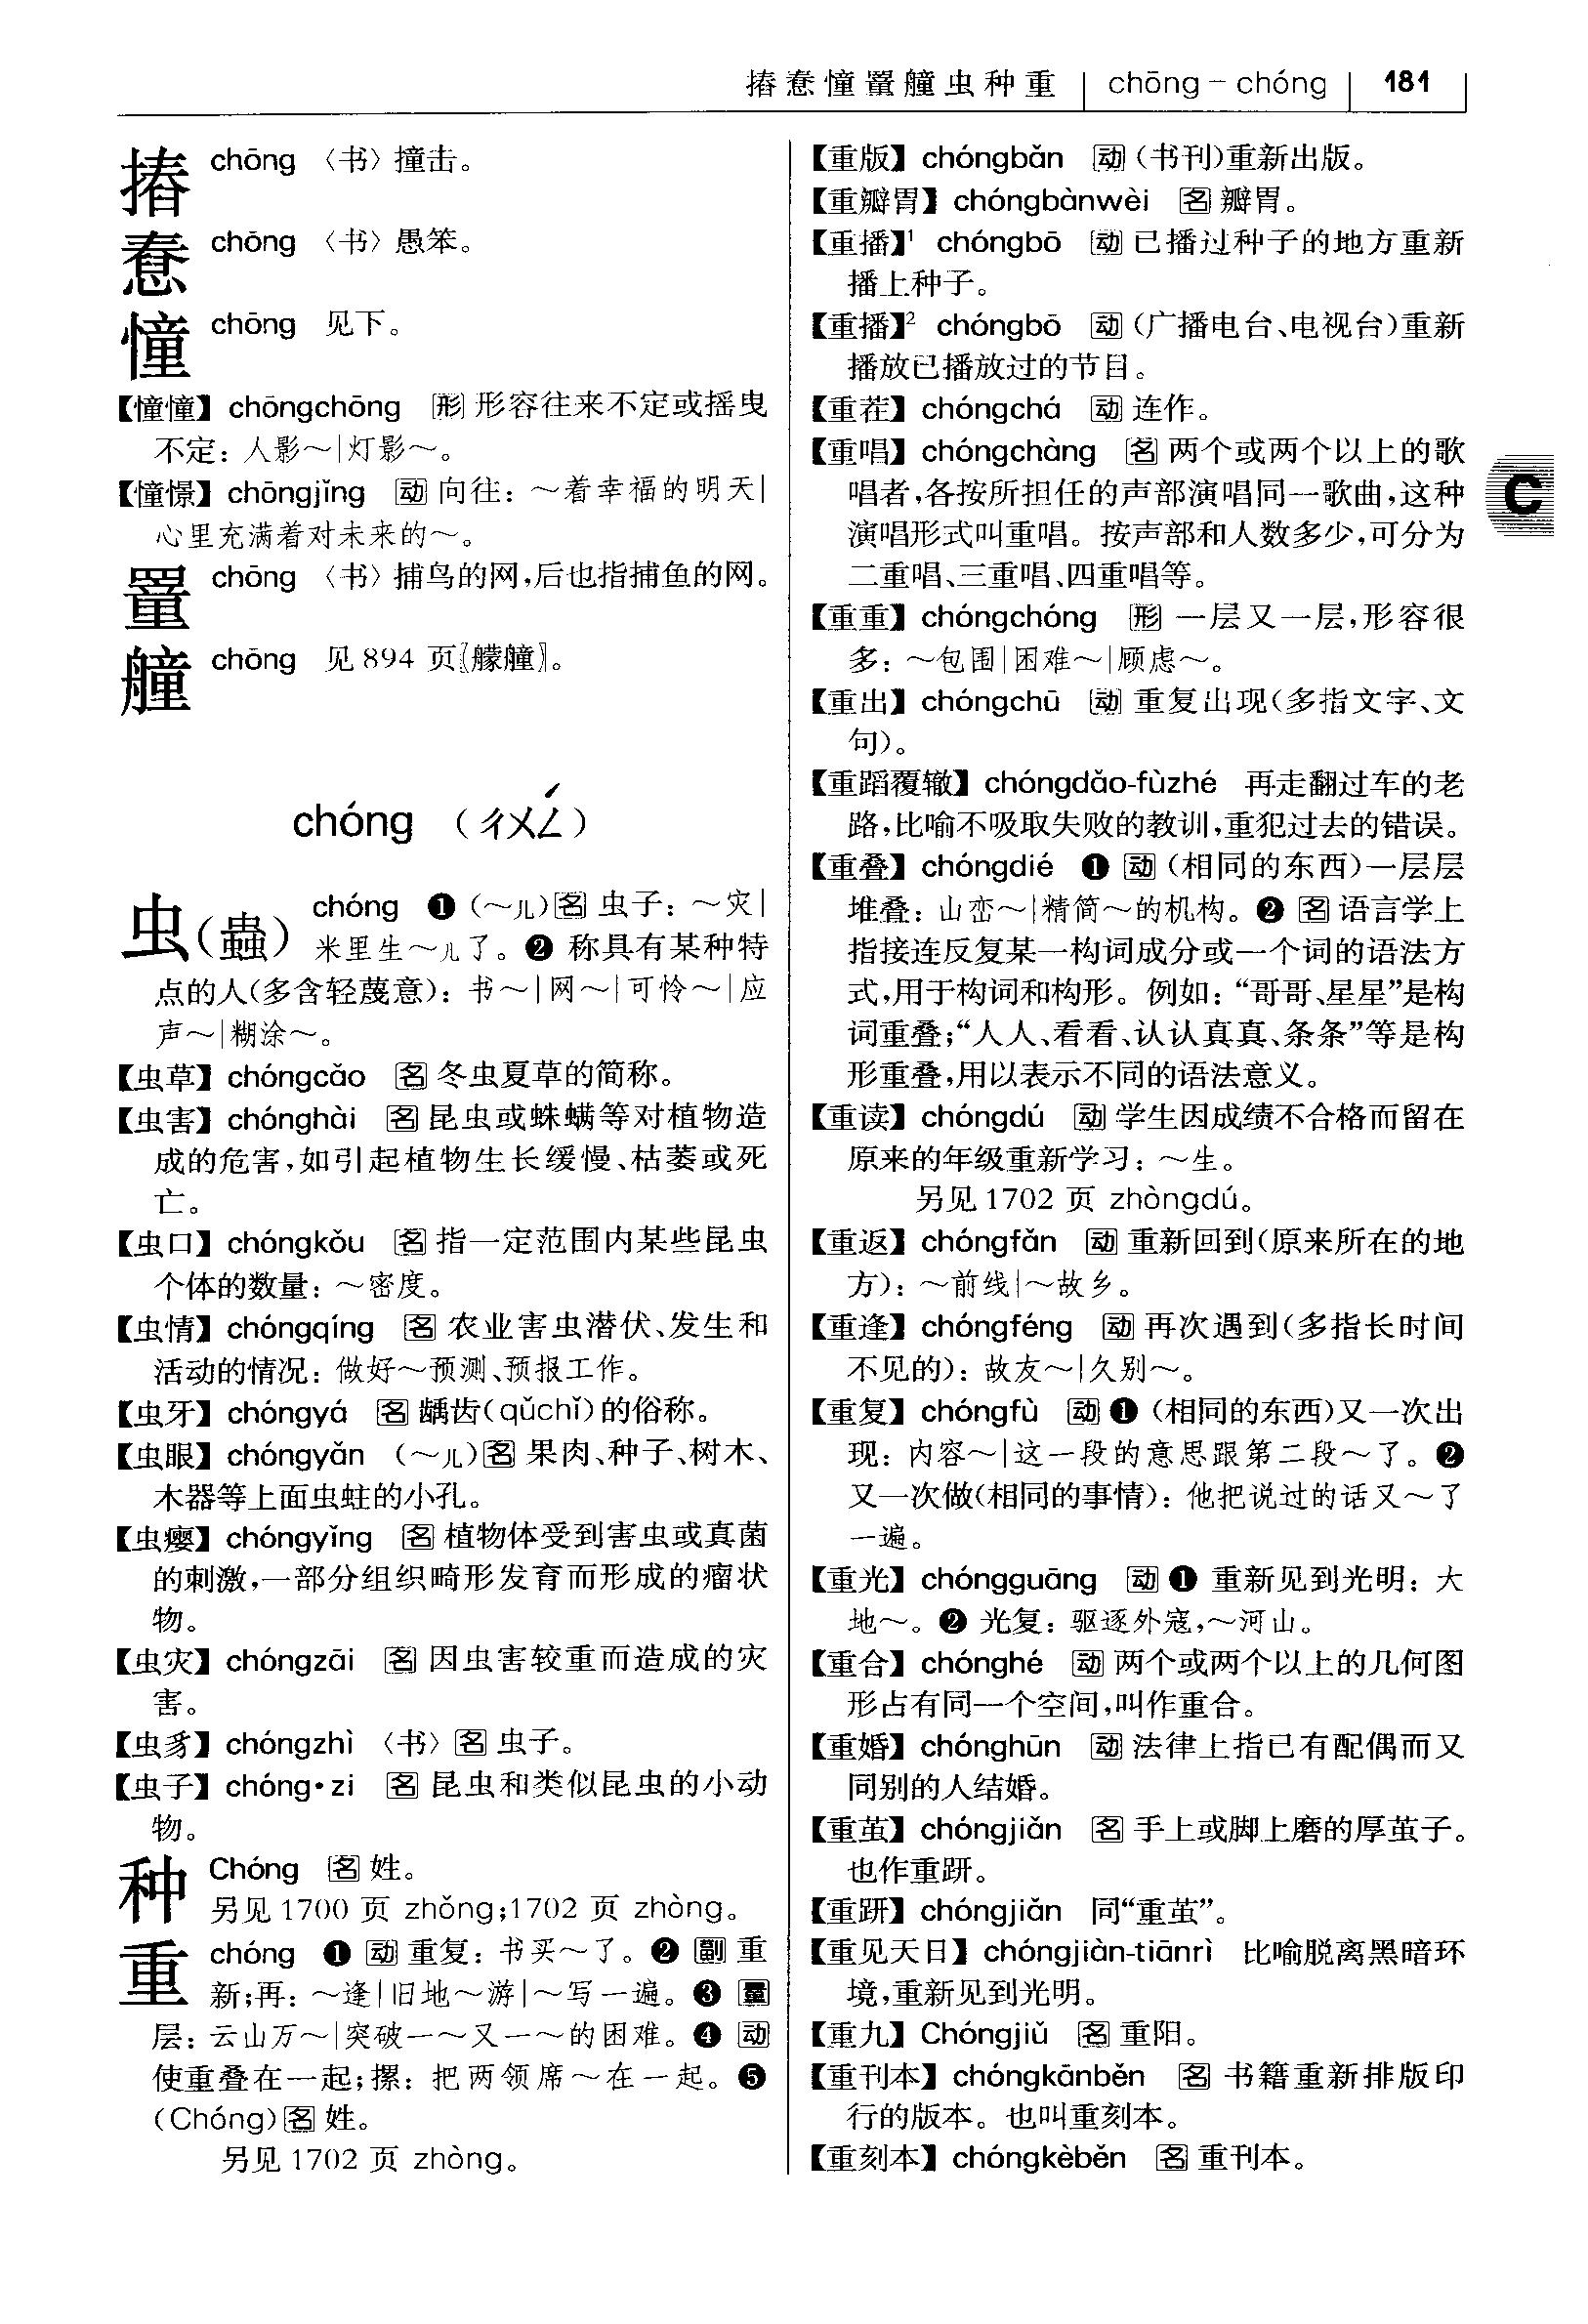 摏惷憧罿艟虫种重 chōng－chóng 181
摏 chōng 〈书〉撞击。
惷 chōng 〈书〉愚笨。
憧 chōng 见下。
【憧憧】chōngchōng 形 形容往来不定或摇曳
不定：人影～|灯影～。
【憧憬】chōngjǐng 动 向往：～着幸福的明天|
心里充满着对未来的～。
罿 chōng 〈书〉捕鸟的网，后也指捕鱼的网。
艟 chōng 见 894 页〖艨艟〗。
chóng （ㄔㄨㄥˊ）
虫（蟲） chóng ❶（～儿）名 虫子：～灾|
米里生～儿了。❷ 称具有某种特
点的人（多含轻蔑意）：书～|网～|可怜～|应
声～|糊涂～。
【虫草】chóngcǎo 名 冬虫夏草的简称。
【虫害】chónghài 名 昆虫或蛛螨等对植物造
成的危害，如引起植物生长缓慢、枯萎或死
亡。
【虫口】chóngkǒu 名 指一定范围内某些昆虫
个体的数量：～密度。
【虫情】chóngqíng 名 农业害虫潜伏、发生和
活动的情况：做好～预测、预报工作。
【虫牙】chóngyá 名 龋齿（qǔchǐ）的俗称。
【虫眼】chóngyǎn （～儿）名 果肉、种子、树木、
木器等上面虫蛀的小孔。
【虫瘿】chóngyǐng 名 植物体受到害虫或真菌
的刺激，一部分组织畸形发育而形成的瘤状
物。
【虫灾】chóngzāi 名 因虫害较重而造成的灾
害。
【虫豸】chóngzhì 〈书〉名 虫子。
【虫子】chóng·zi 名 昆虫和类似昆虫的小动
物。
种 Chóng 名 姓。
另见 1700 页 zhǒng；1702 页 zhòng。
重 chóng ❶ 动 重复：书买～了。❷ 副 重
新；再：～逢|旧地～游|～写一遍。❸ 量
层：云山万～|突破一～又一～的困难。❹ 动
使重叠在一起；摞：把两领席～在一起。❺
（Chóng）名 姓。
另见 1702 页 zhòng。
【重版】chóngbǎn 动（书刊）重新出版。
【重瓣胃】chóngbànwèi 名 瓣胃。
【重播】¹ chóngbō 动 已播过种子的地方重新
播上种子。
【重播】² chóngbō 动（广播电台、电视台）重新
播放已播放过的节目。
【重茬】chóngchá 动 连作。
【重唱】chóngchàng 名 两个或两个以上的歌
唱者，各按所担任的声部演唱同一歌曲，这种
演唱形式叫重唱。按声部和人数多少，可分为
二重唱、三重唱、四重唱等。
【重重】chóngchóng 形 一层又一层，形容很
多：～包围|困难～|顾虑～。
【重出】chóngchū 动 重复出现（多指文字、文
句）。
【重蹈覆辙】chóngdǎo-fùzhé 再走翻过车的老
路，比喻不吸取失败的教训，重犯过去的错误。
【重叠】chóngdié ❶ 动（相同的东西）一层层
堆叠：山峦～|精简～的机构。❷ 名 语言学上
指接连反复某一构词成分或一个词的语法方
式，用于构词和构形。例如：“哥哥、星星”是构
词重叠；“人人、看看、认认真真、条条”等是构
形重叠，用以表示不同的语法意义。
【重读】chóngdú 动 学生因成绩不合格而留在
原来的年级重新学习：～生。
另见 1702 页 zhòngdú。
【重返】chóngfǎn 动 重新回到（原来所在的地
方）：～前线|～故乡。
【重逢】chóngféng 动 再次遇到（多指长时间
不见的）：故友～|久别～。
【重复】chóngfù 动 ❶（相同的东西）又一次出
现：内容～|这一段的意思跟第二段～了。❷
又一次做（相同的事情）：他把说过的话又～了
一遍。
【重光】chóngguāng 动 ❶ 重新见到光明：大
地～。❷ 光复：驱逐外寇，～河山。
【重合】chónghé 动 两个或两个以上的几何图
形占有同一个空间，叫作重合。
【重婚】chónghūn 动 法律上指已有配偶而又
同别的人结婚。
【重茧】chóngjiǎn 名 手上或脚上磨的厚茧子。
也作重趼。
【重趼】chóngjiǎn 同“重茧”。
【重见天日】chóngjiàn-tiānrì 比喻脱离黑暗环
境，重新见到光明。
【重九】Chóngjiǔ 名 重阳。
【重刊本】chóngkānběn 名 书籍重新排版印
行的版本。也叫重刻本。
【重刻本】chóngkèběn 名 重刊本。
C